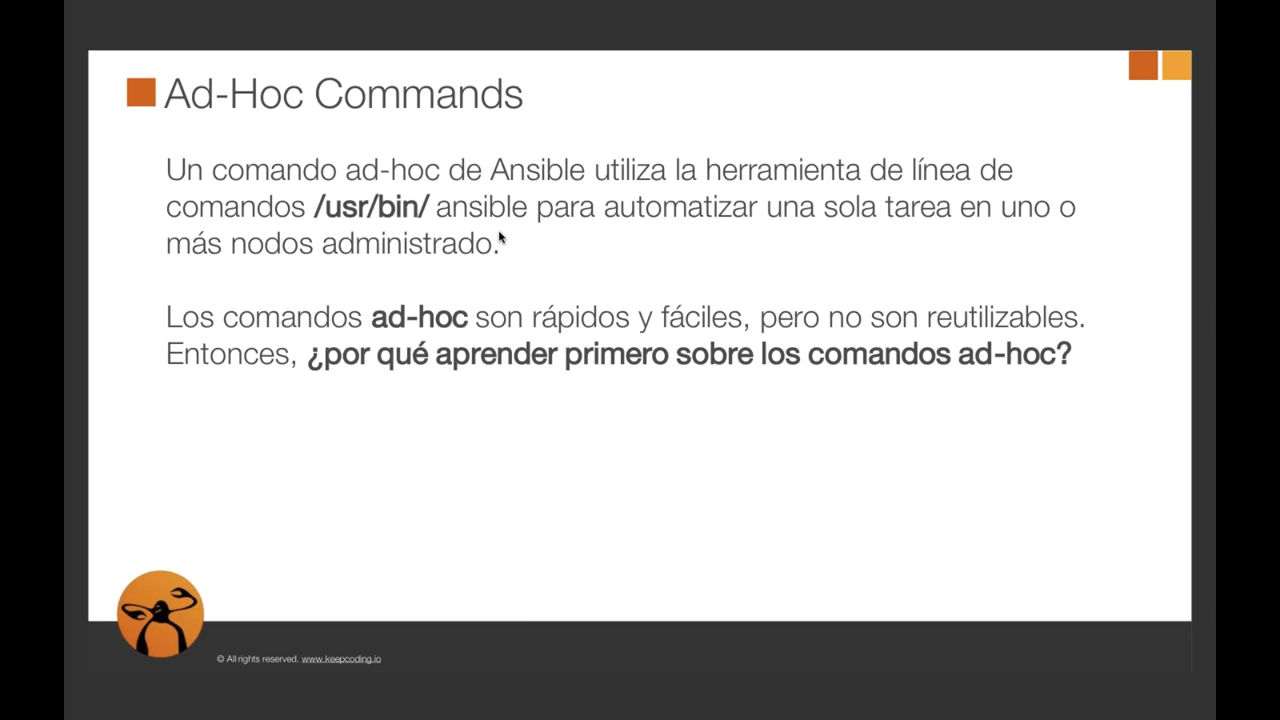 Ad-Hoc Commands
Un comando ad-hoc de Ansible utiliza la herramienta de línea de
comandos /usr/bin/ ansible para automatizar una sola tarea en uno o
más nodos administrado.
Los comandos ad-hoc son rápidos y fáciles, pero no son reutilizables.
Entonces, ¿por qué aprender primero sobre los comandos ad-hoc?
© All rights reserved. www.keepcoding.io